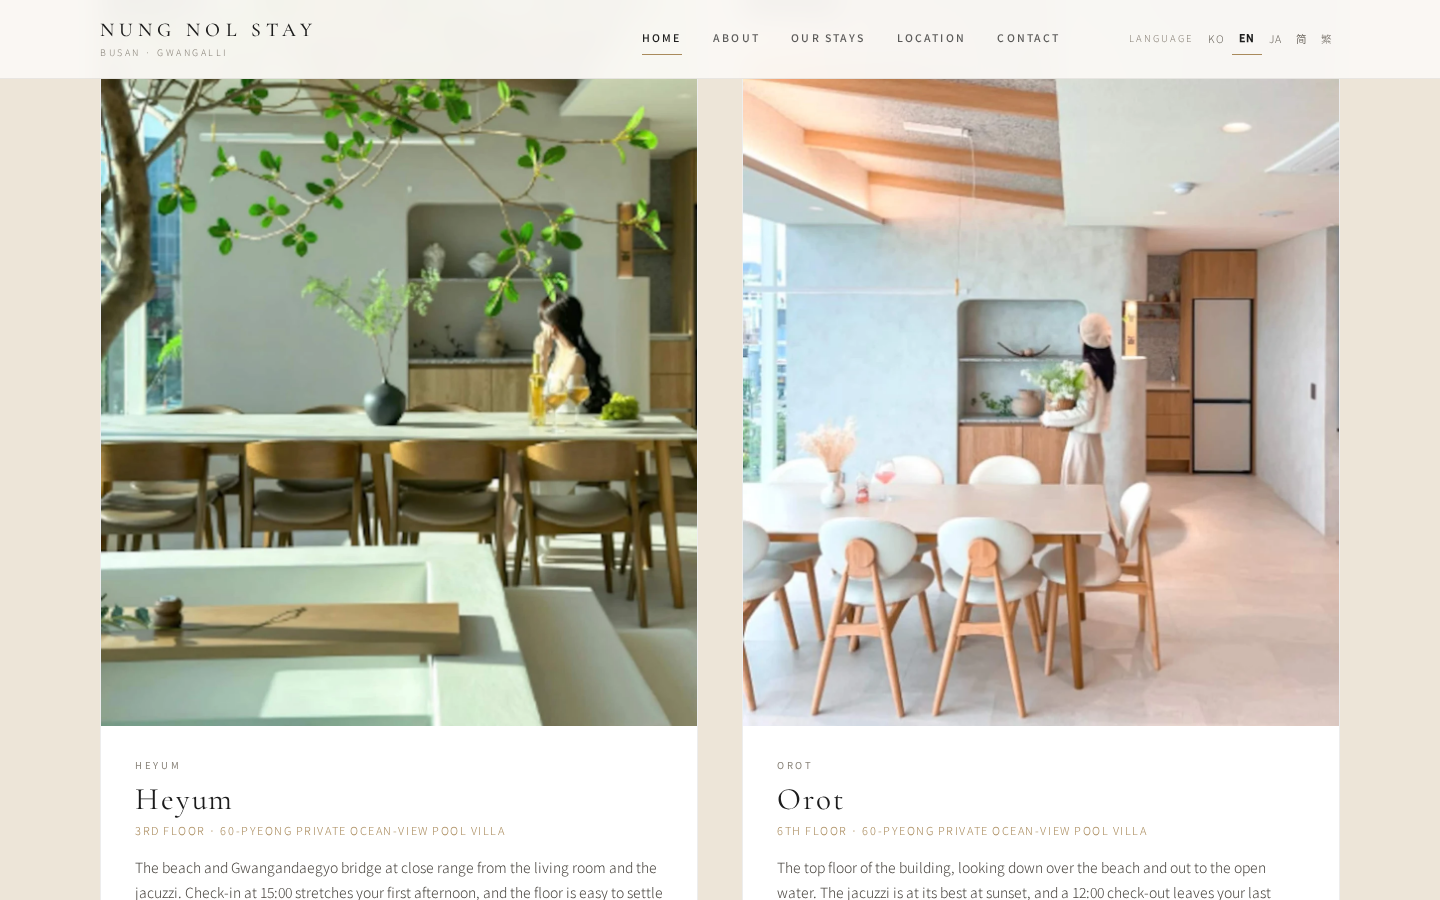 NUNG NOL STAY
BUSAN · GWANGALLI
HOME ABOUT OUR STAYS LOCATION CONTACT LANGUAGE KO EN JA 简 繁
HEYUM
Heyum
3RD FLOOR · 60-PYEONG PRIVATE OCEAN-VIEW POOL VILLA
The beach and Gwangandaegyo bridge at close range from the living room and the
jacuzzi. Check-in at 15:00 stretches your first afternoon, and the floor is easy to settle
OROT
Orot
6TH FLOOR · 60-PYEONG PRIVATE OCEAN-VIEW POOL VILLA
The top floor of the building, looking down over the beach and out to the open
water. The jacuzzi is at its best at sunset, and a 12:00 check-out leaves your last